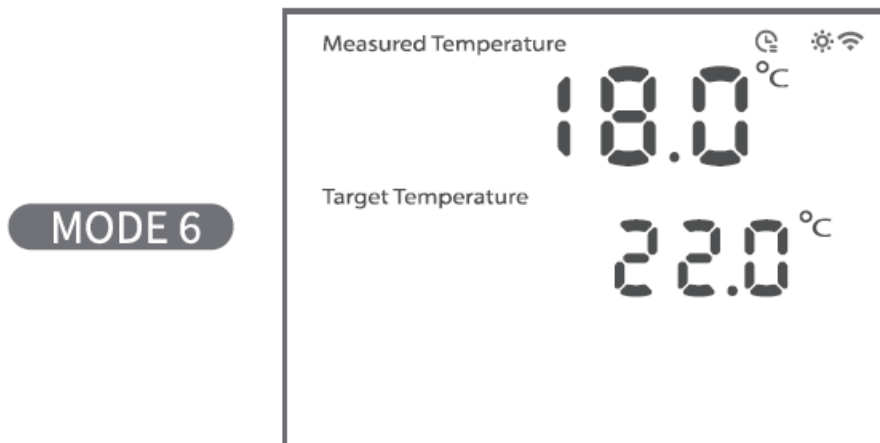 Measured Temperature
18.0°C
MODE 6
Target Temperature
22.0°C